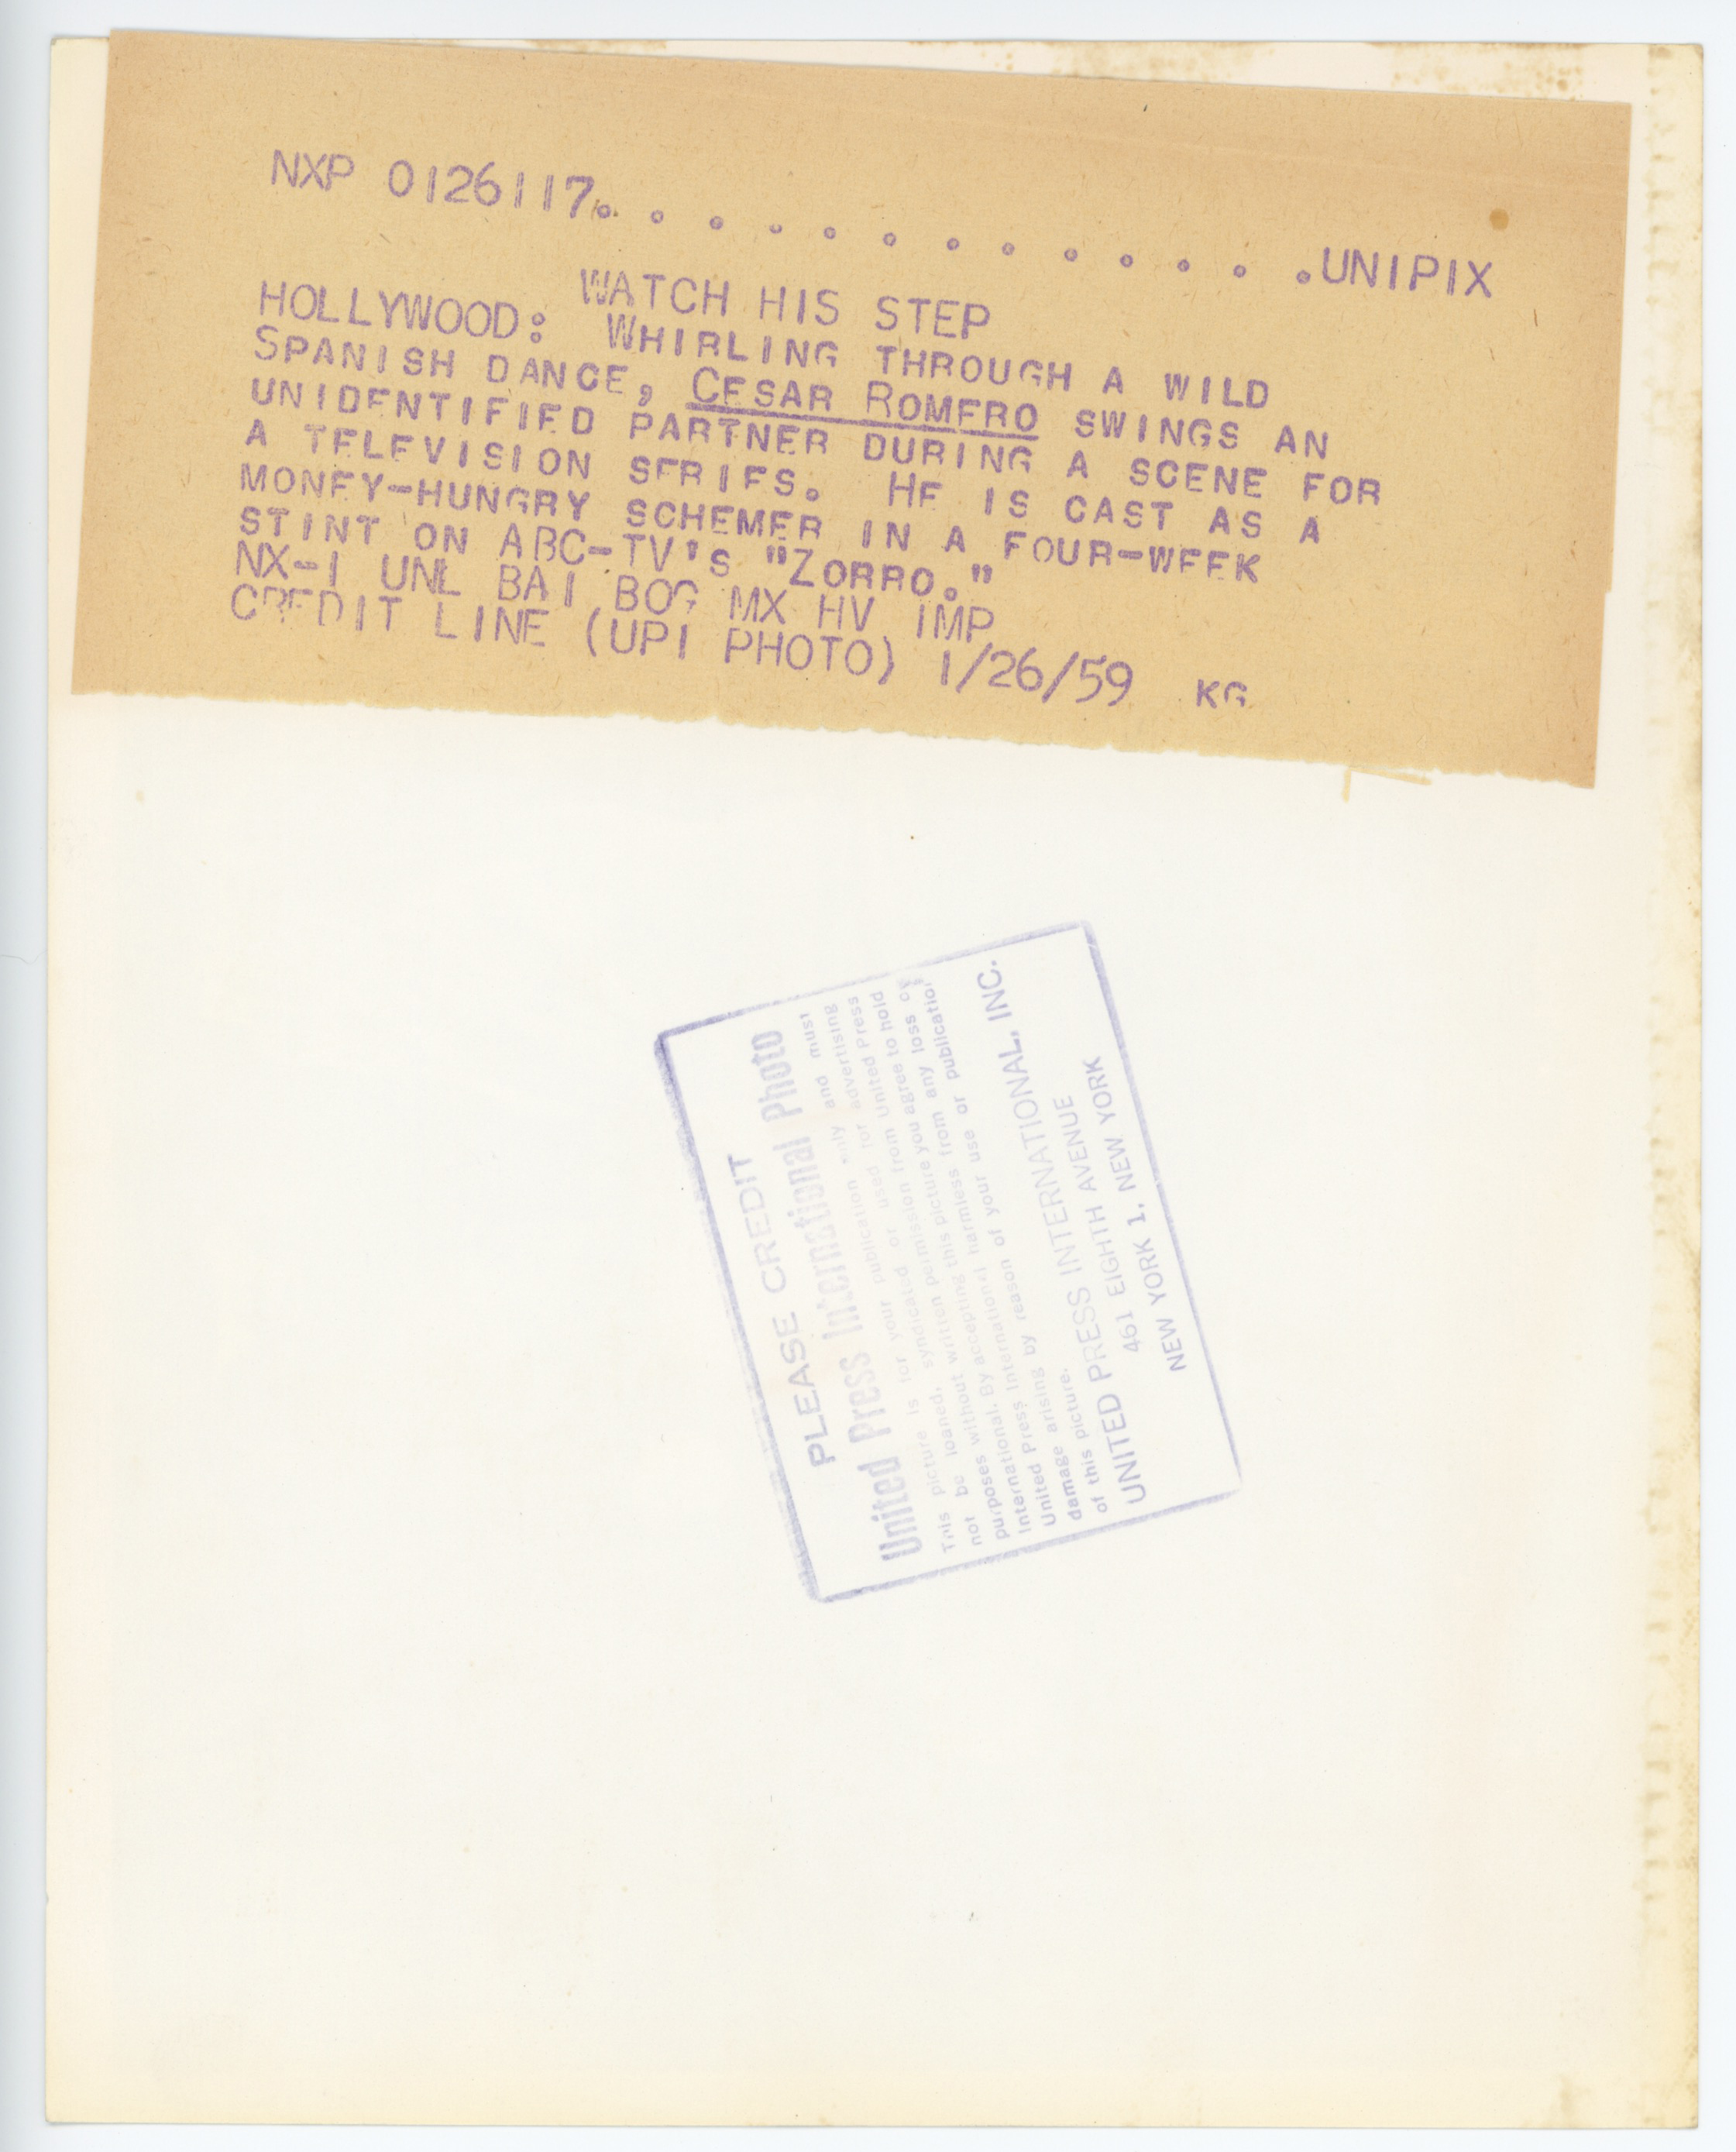 NXP 0126117. . . . . . . . . . . . .UNIPIX
WATCH HIS STEP
HOLLYWOOD: WHIRLING THROUGH A WILD
SPANISH DANCE, CESAR ROMERO SWINGS AN
UNIDENTIFIED PARTNER DURING A SCENE FOR
A TELEVISION SERIES. HE IS CAST AS A
MONEY-HUNGRY SCHEMER IN A FOUR-WEEK
STINT ON ABC-TV'S "ZORRO."
NX-1 UNL BAI BOG MX HV IMP
CREDIT LINE (UPI PHOTO) 1/26/59 KG
PLEASE CREDIT
United Press International Photo
This picture is for your publication only and must
not be loaned, syndicated or used for advertising
purposes without written permission from United Press
International. By accepting this picture you agree to hold
United Press International harmless from any loss or
damage arising by reason of your use or publication
of this picture.
UNITED PRESS INTERNATIONAL, INC.
461 EIGHTH AVENUE
NEW YORK 1, NEW YORK